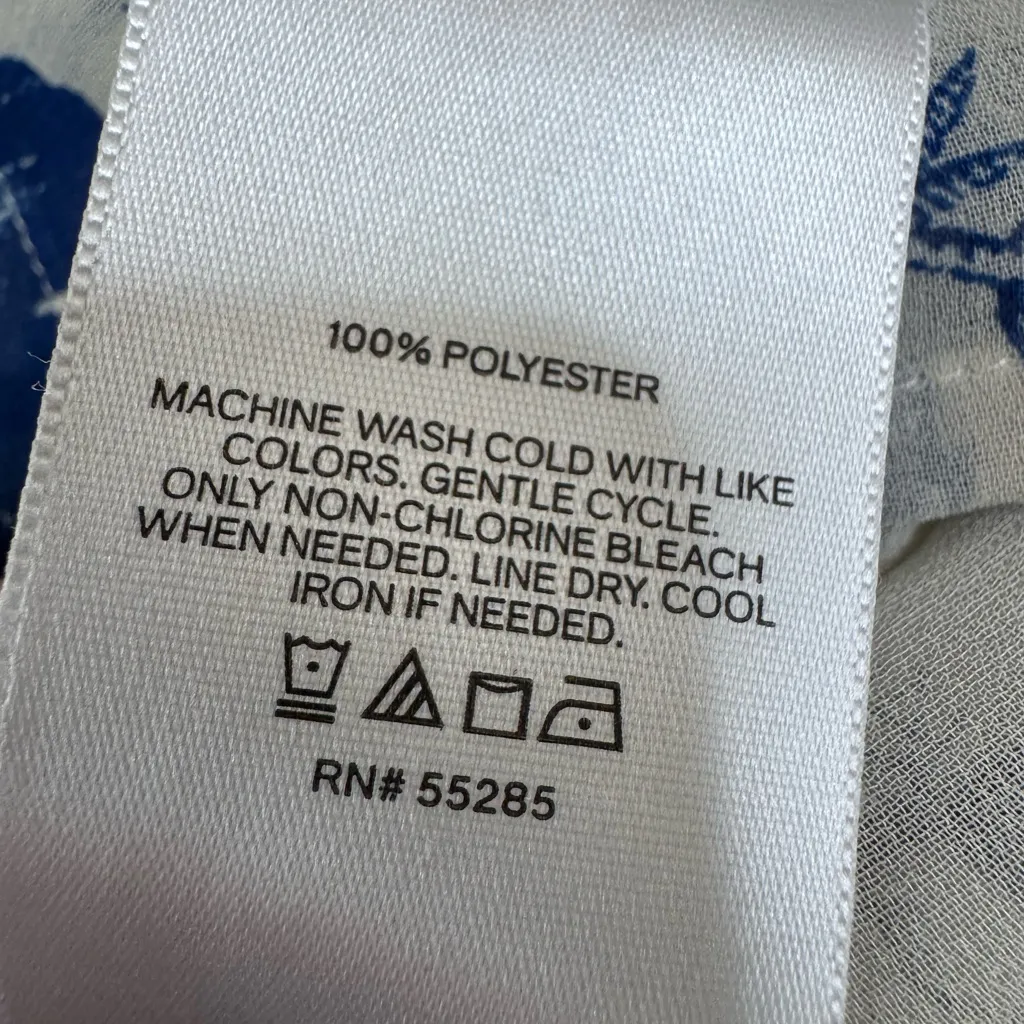 100% POLYESTER
MACHINE WASH COLD WITH LIKE
COLORS. GENTLE CYCLE.
ONLY NON-CHLORINE BLEACH
WHEN NEEDED. LINE DRY. COOL
IRON IF NEEDED.
RN# 55285